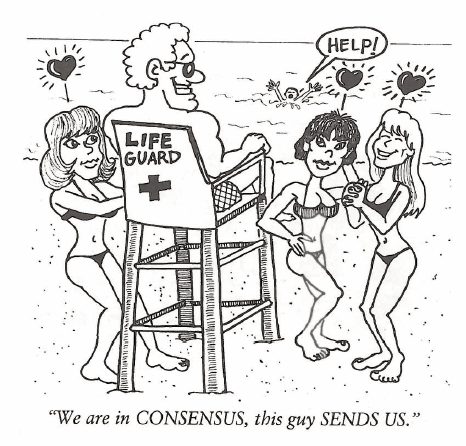 HELP!
LIFE
GUARD
"We are in CONSENSUS, this guy SENDS US."